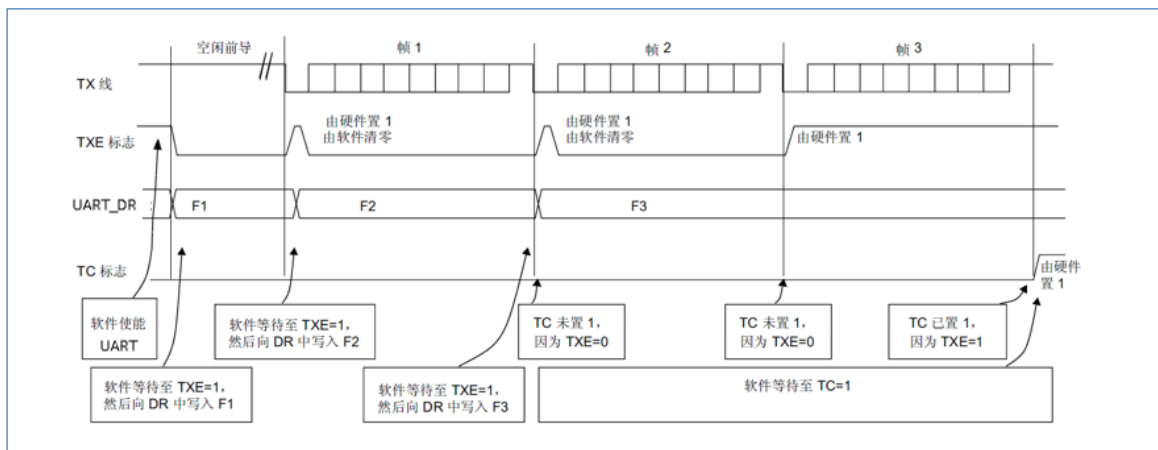 空闲前导
帧 1
帧 2
帧 3
TX 线
由硬件置 1
由软件清零
由硬件置 1
由软件清零
TXE 标志
由硬件置 1
UART_DR
F1
F2
F3
TC 标志
由硬件
置 1
软件使能
UART
软件等待至 TXE=1,
然后向 DR 中写入 F2
TC 未置 1,
因为 TXE=0
TC 未置 1,
因为 TXE=0
TC 已置 1,
因为 TXE=1
软件等待至 TXE=1,
然后向 DR 中写入 F1
软件等待至 TXE=1,
然后向 DR 中写入 F3
软件等待至 TC=1